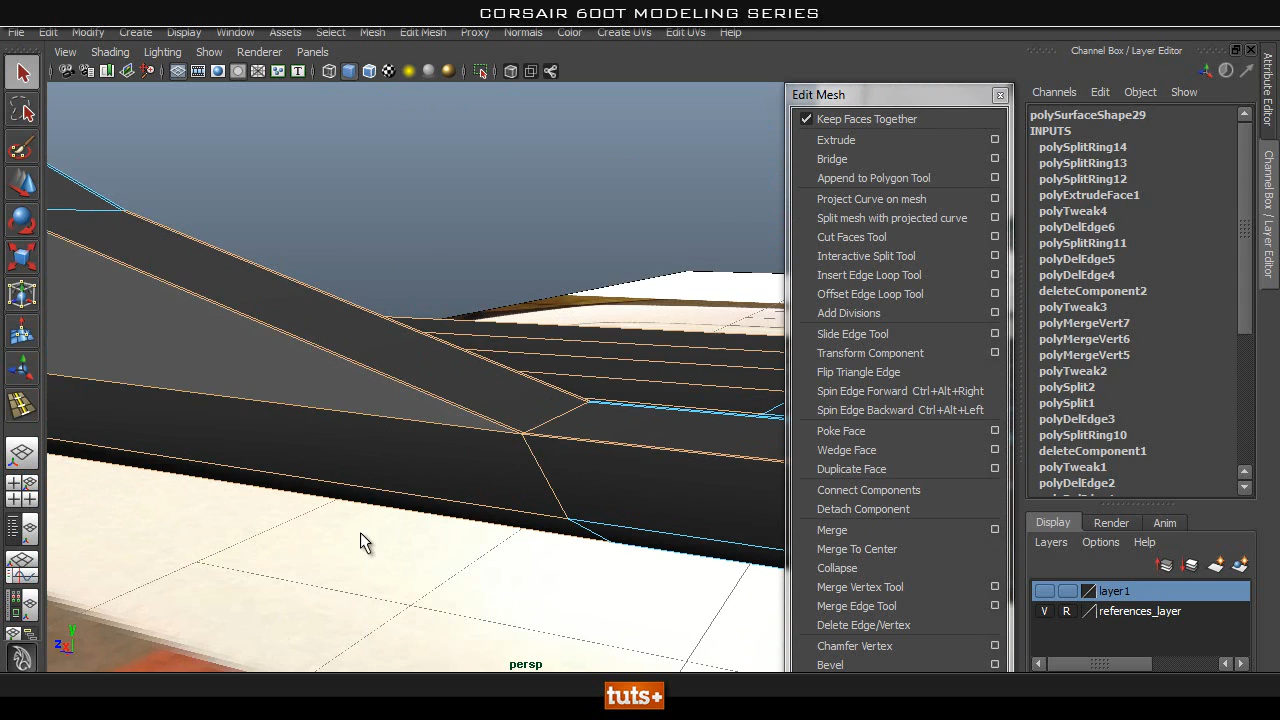 CORSAIR 600T MODELING SERIES
File Edit Modify Create Display Window Assets Select Mesh Edit Mesh Proxy Normals Color Create UVs Edit UVs Help
View Shading Lighting Show Renderer Panels
Channel Box / Layer Editor
Channels Edit Object Show
polySurfaceShape29
INPUTS
polySplitRing14
polySplitRing13
polySplitRing12
polyExtrudeFace1
polyTweak4
polyDelEdge6
polySplitRing11
polyDelEdge5
polyDelEdge4
deleteComponent2
polyTweak3
polyMergeVert7
polyMergeVert6
polyMergeVert5
polyTweak2
polySplit2
polySplit1
polyDelEdge3
polySplitRing10
deleteComponent1
polyTweak1
polyDelEdge2
Edit Mesh
Keep Faces Together
Extrude
Bridge
Append to Polygon Tool
Project Curve on mesh
Split mesh with projected curve
Cut Faces Tool
Interactive Split Tool
Insert Edge Loop Tool
Offset Edge Loop Tool
Add Divisions
Slide Edge Tool
Transform Component
Flip Triangle Edge
Spin Edge Forward Ctrl+Alt+Right
Spin Edge Backward Ctrl+Alt+Left
Poke Face
Wedge Face
Duplicate Face
Connect Components
Detach Component
Merge
Merge To Center
Collapse
Merge Vertex Tool
Merge Edge Tool
Delete Edge/Vertex
Chamfer Vertex
Bevel
Display Render Anim
Layers Options Help
layer1
V R references_layer
Attribute Editor
Channel Box / Layer Editor
y
z x
persp
tuts+